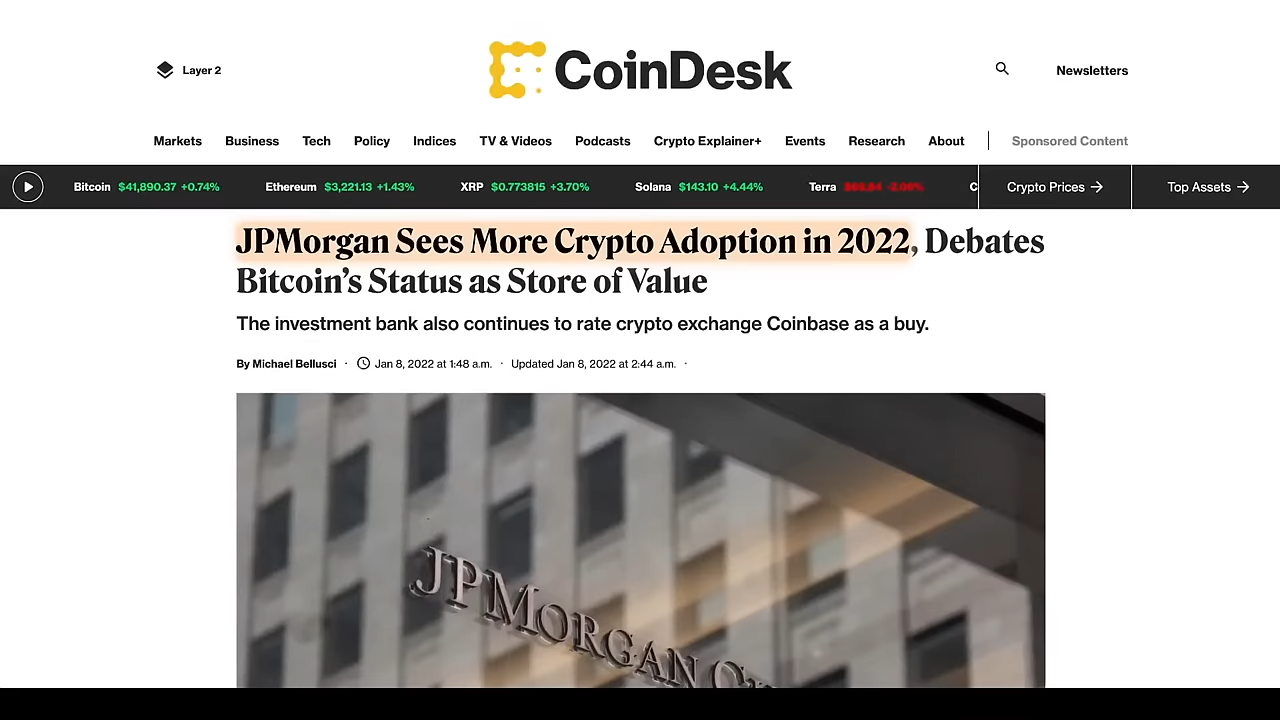 Layer 2
CoinDesk
Newsletters
Markets Business Tech Policy Indices TV & Videos Podcasts Crypto Explainer+ Events Research About Sponsored Content
Bitcoin $41,890.37 +0.74% Ethereum $3,221.13 +1.43% XRP $0.773815 +3.70% Solana $143.10 +4.44% Terra C Crypto Prices → Top Assets →
JPMorgan Sees More Crypto Adoption in 2022, Debates
Bitcoin’s Status as Store of Value
The investment bank also continues to rate crypto exchange Coinbase as a buy.
By Michael Bellusci · Jan 8, 2022 at 1:48 a.m. · Updated Jan 8, 2022 at 2:44 a.m. ·
JPMORGAN